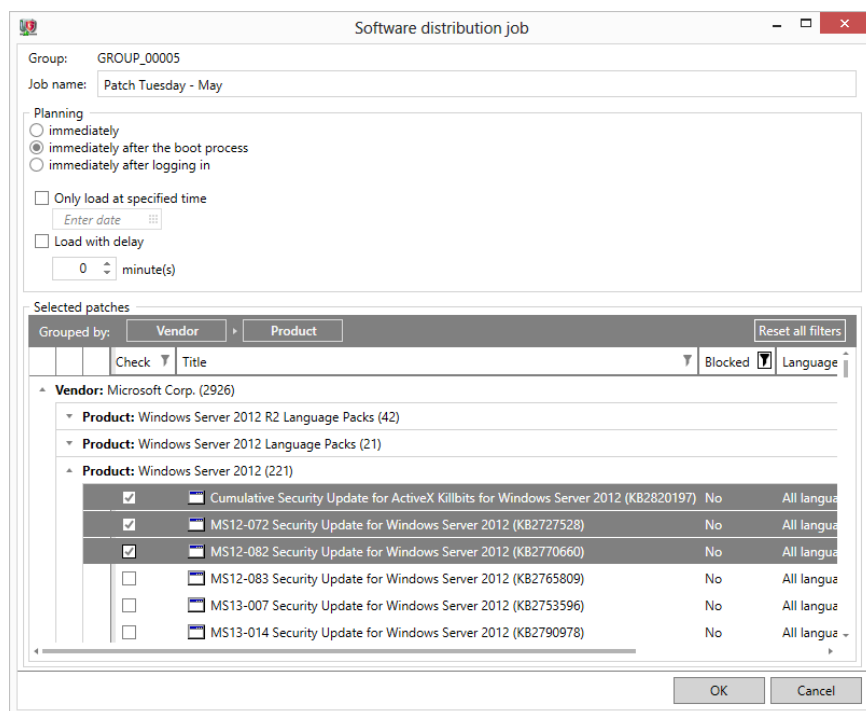 Software distribution job
Group: GROUP_00005
Job name: Patch Tuesday - May
Planning
immediately
immediately after the boot process
immediately after logging in
Only load at specified time
Enter date
Load with delay
0 minute(s)
Selected patches
Grouped by: Vendor Product Reset all filters
Check Title Blocked Language
Vendor: Microsoft Corp. (2926)
Product: Windows Server 2012 R2 Language Packs (42)
Product: Windows Server 2012 Language Packs (21)
Product: Windows Server 2012 (221)
Cumulative Security Update for ActiveX Killbits for Windows Server 2012 (KB2820197) No All langua
MS12-072 Security Update for Windows Server 2012 (KB2727528) No All langua
MS12-082 Security Update for Windows Server 2012 (KB2770660) No All langua
MS12-083 Security Update for Windows Server 2012 (KB2765809) No All langua
MS13-007 Security Update for Windows Server 2012 (KB2753596) No All langua
MS13-014 Security Update for Windows Server 2012 (KB2790978) No All langua
OK Cancel